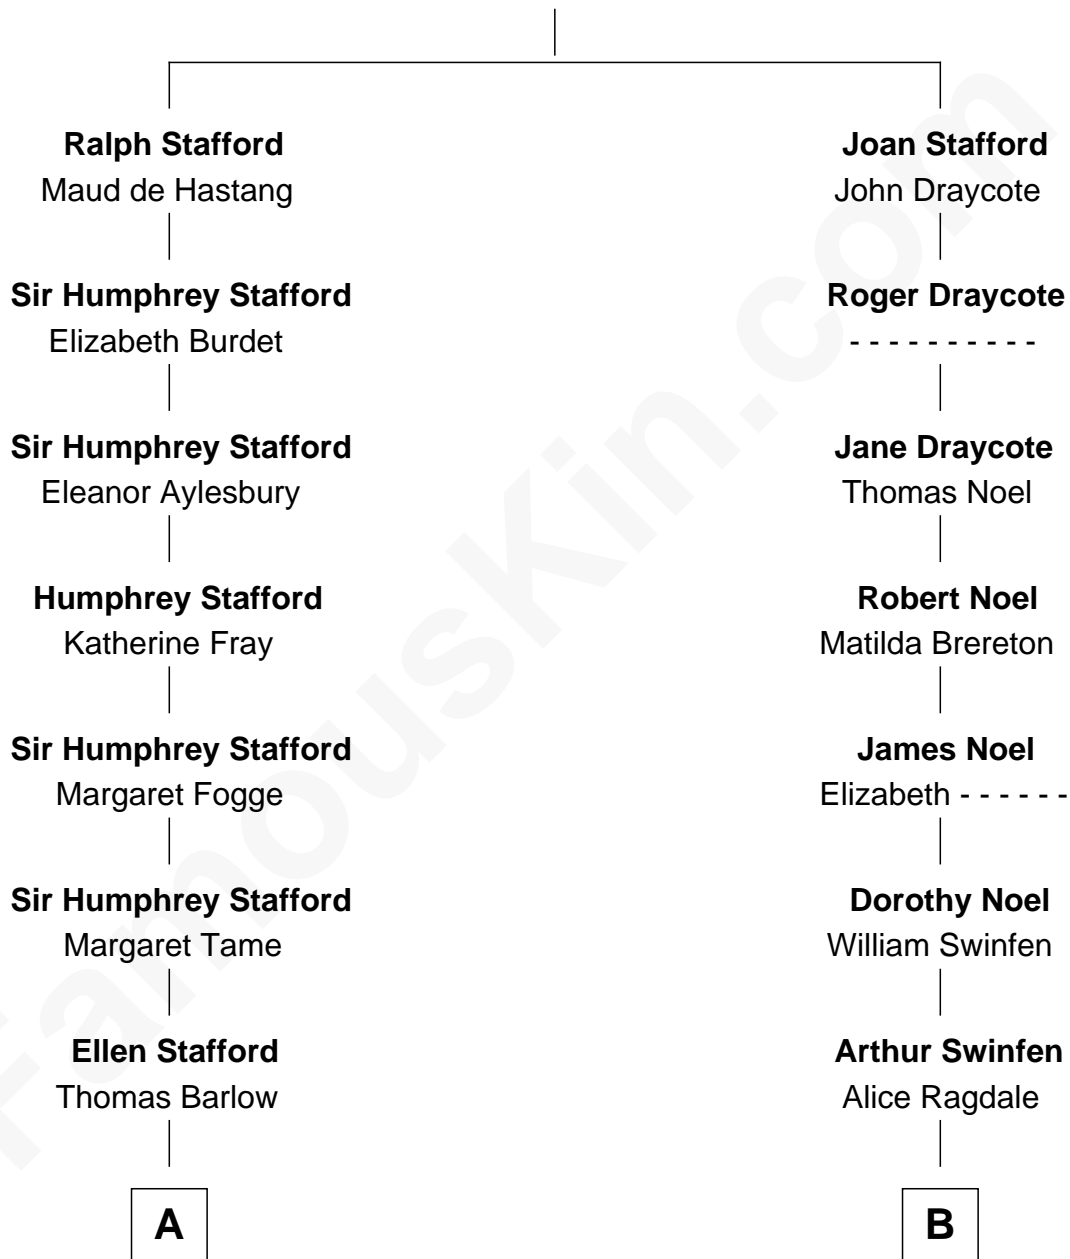 Ralph Stafford
Maud de Hastang
Sir Humphrey Stafford
Elizabeth Burdet
Sir Humphrey Stafford
Eleanor Aylesbury
Humphrey Stafford
Katherine Fray
Sir Humphrey Stafford
Margaret Fogge
Sir Humphrey Stafford
Margaret Tame
Ellen Stafford
Thomas Barlow
A
Joan Stafford
John Draycote
Roger Draycote
- - - - - - - - - -
Jane Draycote
Thomas Noel
Robert Noel
Matilda Brereton
James Noel
Elizabeth - - - - - -
Dorothy Noel
William Swinfen
Arthur Swinfen
Alice Ragdale
B
FamousKin.com